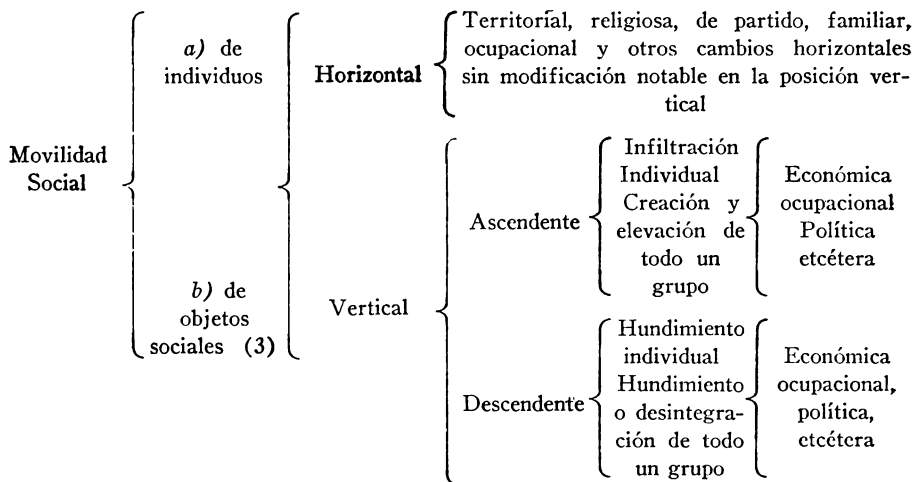 Movilidad
Social
a) de
individuos
b) de
objetos
sociales (3)
Horizontal
Territorial, religiosa, de partido, familiar,
ocupacional y otros cambios horizontales
sin modificación notable en la posición ver-
tical
Vertical
Ascendente
Infiltración
Individual
Creación y
elevación de
todo un
grupo
Económica
ocupacional
Política
etcétera
Descendente
Hundimiento
individual
Hundimiento
o desintegra-
ción de todo
un grupo
Económica
ocupacional,
política,
etcétera